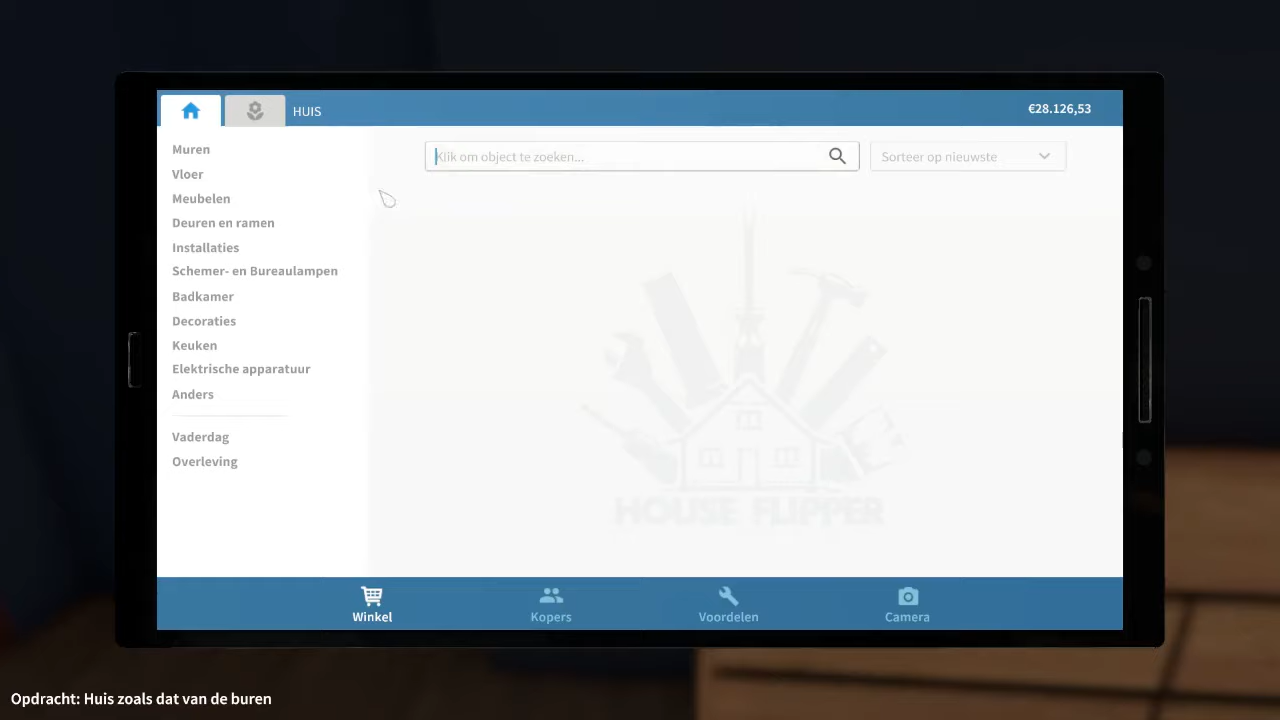 HUIS
€28.126,53
Klik om object te zoeken...
Sorteer op nieuwste
Muren
Vloer
Meubelen
Deuren en ramen
Installaties
Schemer- en Bureaulampen
Badkamer
Decoraties
Keuken
Elektrische apparatuur
Anders
Vaderdag
Overleving
HOUSE FLIPPER
Winkel
Kopers
Voordelen
Camera
Opdracht: Huis zoals dat van de buren